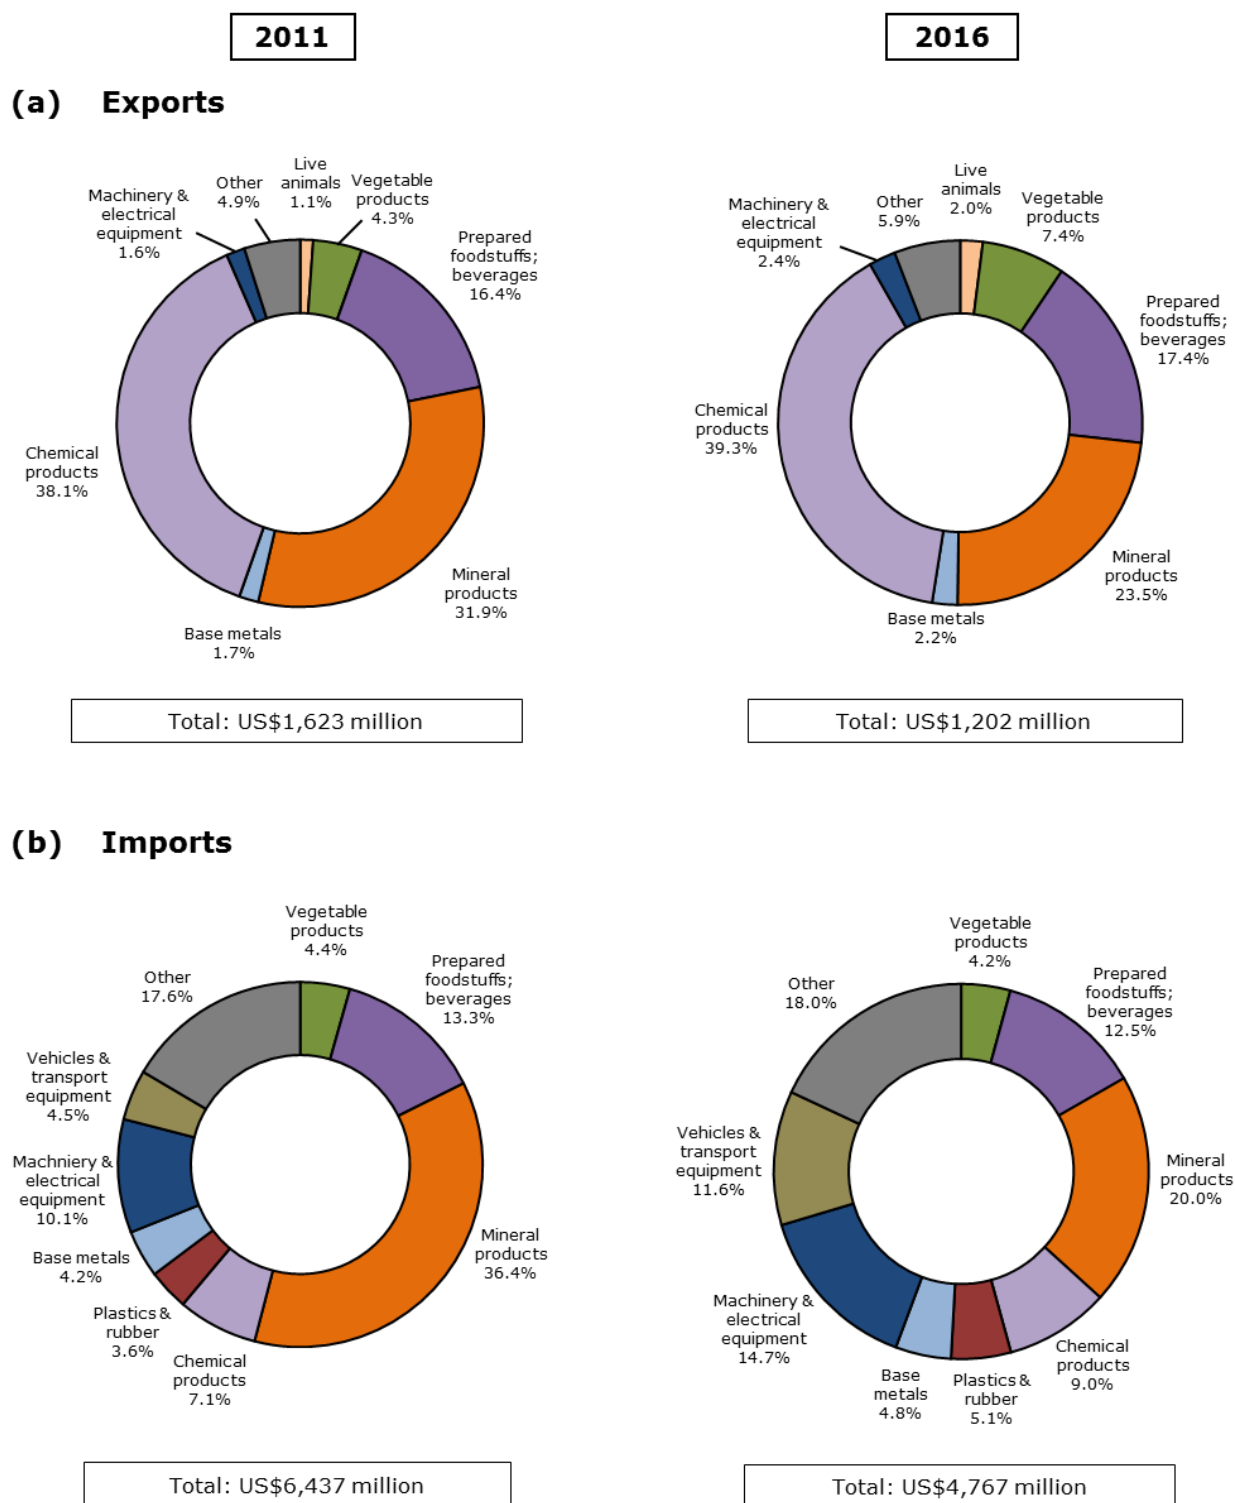 2011
2016
(a) Exports
Live
animals
1.1%
Vegetable
products
4.3%
Prepared
foodstuffs;
beverages
16.4%
Mineral
products
31.9%
Base metals
1.7%
Chemical
products
38.1%
Machinery &
electrical
equipment
1.6%
Other
4.9%
Total: US$1,623 million
Live
animals
2.0%
Vegetable
products
7.4%
Prepared
foodstuffs;
beverages
17.4%
Mineral
products
23.5%
Base metals
2.2%
Chemical
products
39.3%
Machinery &
electrical
equipment
2.4%
Other
5.9%
Total: US$1,202 million
(b) Imports
Vegetable
products
4.4%
Prepared
foodstuffs;
beverages
13.3%
Mineral
products
36.4%
Chemical
products
7.1%
Plastics &
rubber
3.6%
Base metals
4.2%
Machniery &
electrical
equipment
10.1%
Vehicles &
transport
equipment
4.5%
Other
17.6%
Total: US$6,437 million
Vegetable
products
4.2%
Prepared
foodstuffs;
beverages
12.5%
Mineral
products
20.0%
Chemical
products
9.0%
Plastics &
rubber
5.1%
Base
metals
4.8%
Machinery &
electrical
equipment
14.7%
Vehicles &
transport
equipment
11.6%
Other
18.0%
Total: US$4,767 million